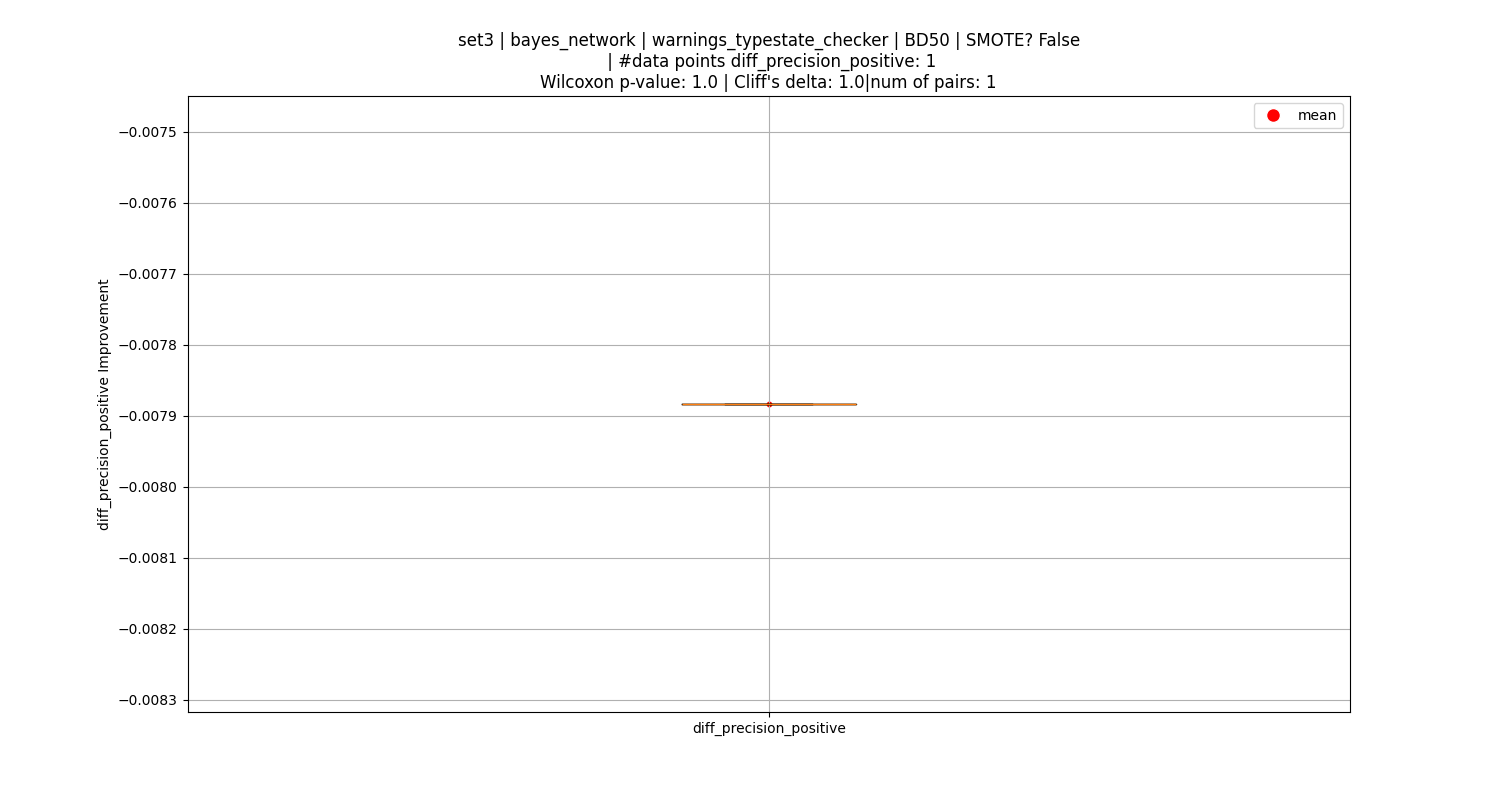 set3 | bayes_network | warnings_typestate_checker | BD50 | SMOTE? False
| #data points diff_precision_positive: 1
Wilcoxon p-value: 1.0 | Cliff's delta: 1.0|num of pairs: 1
mean
−0.0075
−0.0076
−0.0077
−0.0078
−0.0079
−0.0080
−0.0081
−0.0082
−0.0083
diff_precision_positive Improvement
diff_precision_positive